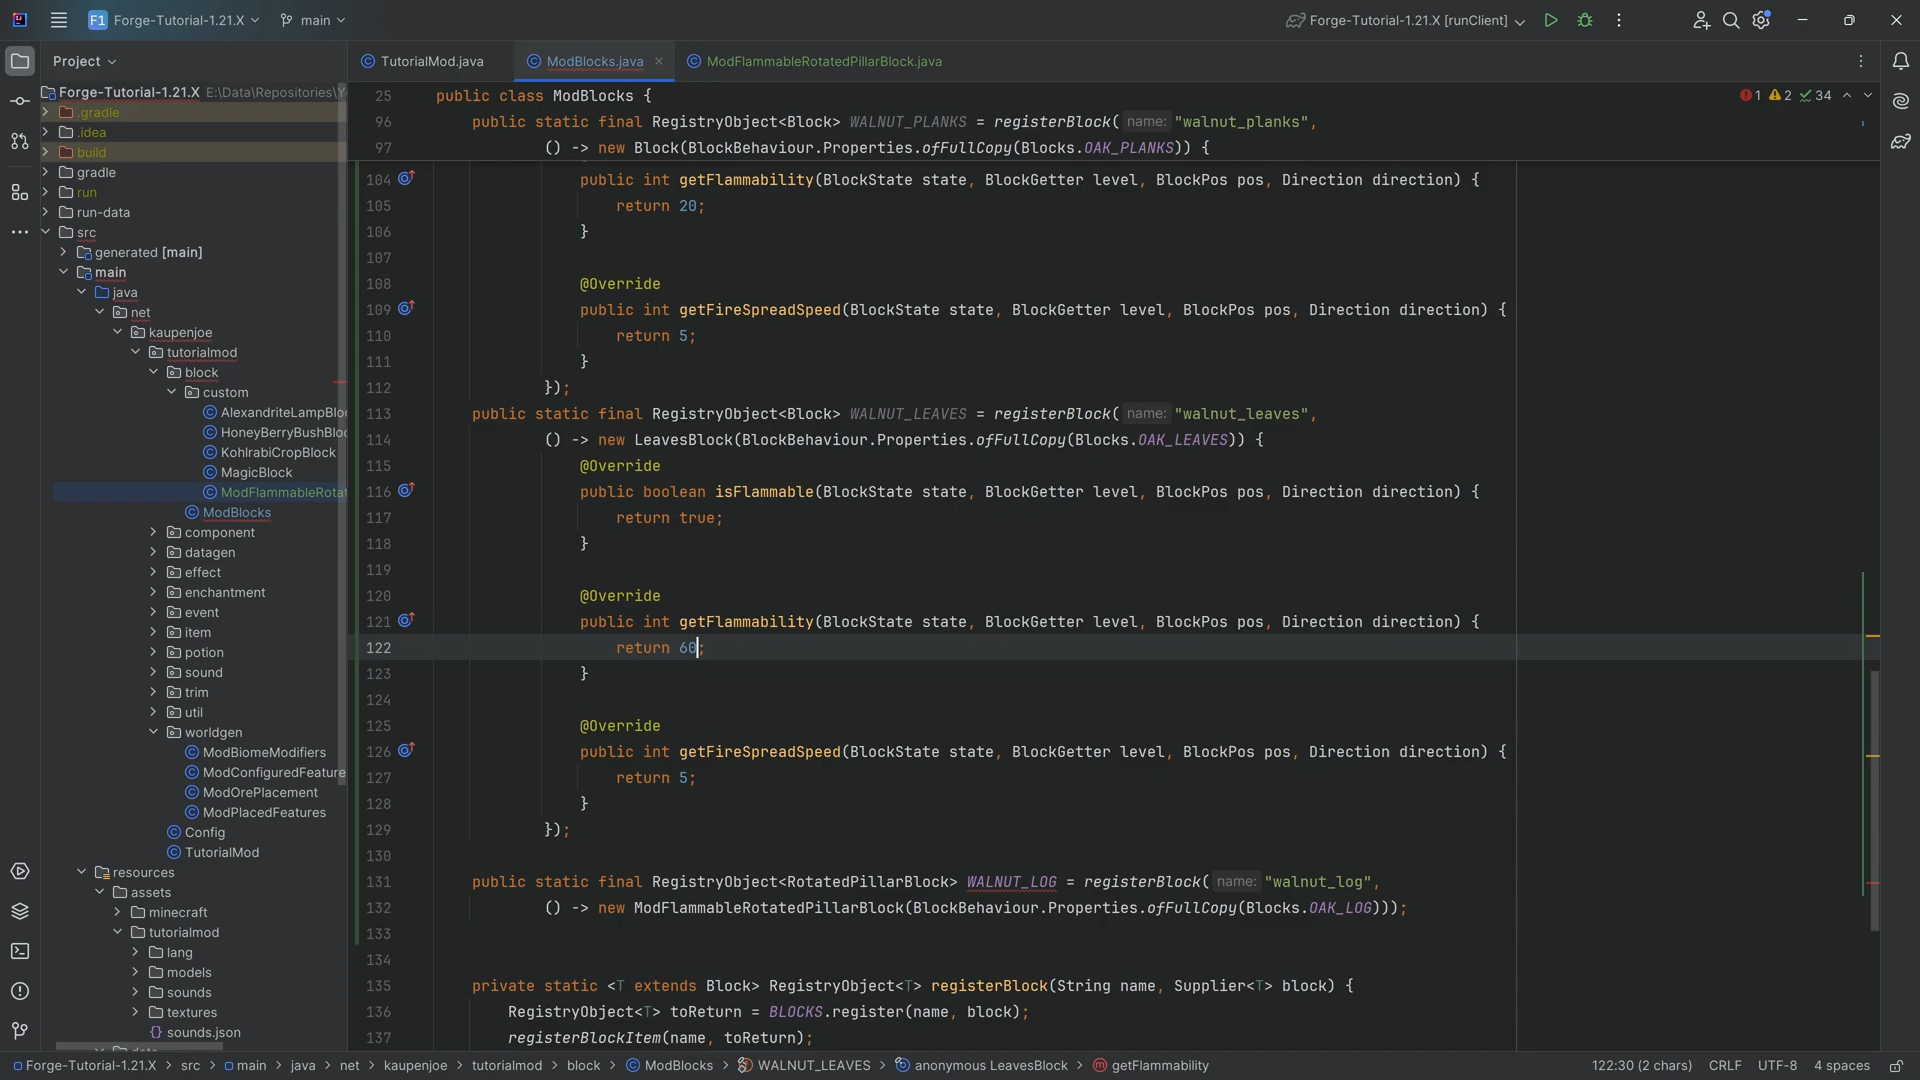 F1 Forge-Tutorial-1.21.X main Forge-Tutorial-1.21.X [runClient]
Project
TutorialMod.java ModBlocks.java ModFlammableRotatedPillarBlock.java
Forge-Tutorial-1.21.X E:\Data\Repositories\Y
.gradle
.idea
build
gradle
run
run-data
src
generated [main]
main
java
net
kaupenjoe
tutorialmod
block
custom
AlexandriteLampBloc
HoneyBerryBushBloc
KohlrabiCropBlock
MagicBlock
ModFlammableRotat
ModBlocks
component
datagen
effect
enchantment
event
item
potion
sound
trim
util
worldgen
ModBiomeModifiers
ModConfiguredFeature
ModOrePlacement
ModPlacedFeatures
Config
TutorialMod
resources
assets
minecraft
tutorialmod
lang
models
sounds
textures
{} sounds.json
1 2 34
25 public class ModBlocks {
96 public static final RegistryObject<Block> WALNUT_PLANKS = registerBlock( name: "walnut_planks",
97 () -> new Block(BlockBehaviour.Properties.ofFullCopy(Blocks.OAK_PLANKS)) {
104 public int getFlammability(BlockState state, BlockGetter level, BlockPos pos, Direction direction) {
105 return 20;
106 }
107
108 @Override
109 public int getFireSpreadSpeed(BlockState state, BlockGetter level, BlockPos pos, Direction direction) {
110 return 5;
111 }
112 });
113 public static final RegistryObject<Block> WALNUT_LEAVES = registerBlock( name: "walnut_leaves",
114 () -> new LeavesBlock(BlockBehaviour.Properties.ofFullCopy(Blocks.OAK_LEAVES)) {
115 @Override
116 public boolean isFlammable(BlockState state, BlockGetter level, BlockPos pos, Direction direction) {
117 return true;
118 }
119
120 @Override
121 public int getFlammability(BlockState state, BlockGetter level, BlockPos pos, Direction direction) {
122 return 60;
123 }
124
125 @Override
126 public int getFireSpreadSpeed(BlockState state, BlockGetter level, BlockPos pos, Direction direction) {
127 return 5;
128 }
129 });
130
131 public static final RegistryObject<RotatedPillarBlock> WALNUT_LOG = registerBlock( name: "walnut_log",
132 () -> new ModFlammableRotatedPillarBlock(BlockBehaviour.Properties.ofFullCopy(Blocks.OAK_LOG)));
133
134
135 private static <T extends Block> RegistryObject<T> registerBlock(String name, Supplier<T> block) {
136 RegistryObject<T> toReturn = BLOCKS.register(name, block);
137 registerBlockItem(name, toReturn);
Forge-Tutorial-1.21.X > src > main > java > net > kaupenjoe > tutorialmod > block > ModBlocks > WALNUT_LEAVES > anonymous LeavesBlock > getFlammability 122:30 (2 chars) CRLF UTF-8 4 spaces